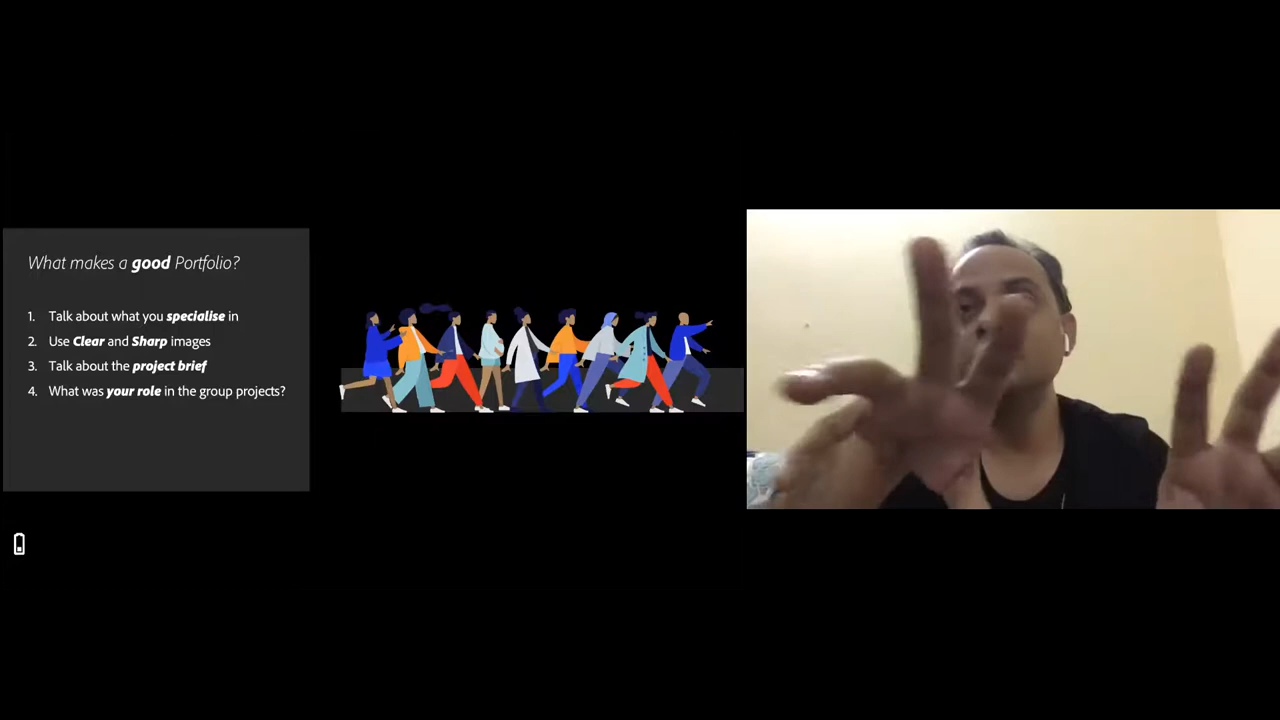 What makes a good Portfolio?
1. Talk about what you specialise in
2. Use Clear and Sharp images
3. Talk about the project brief
4. What was your role in the group projects?